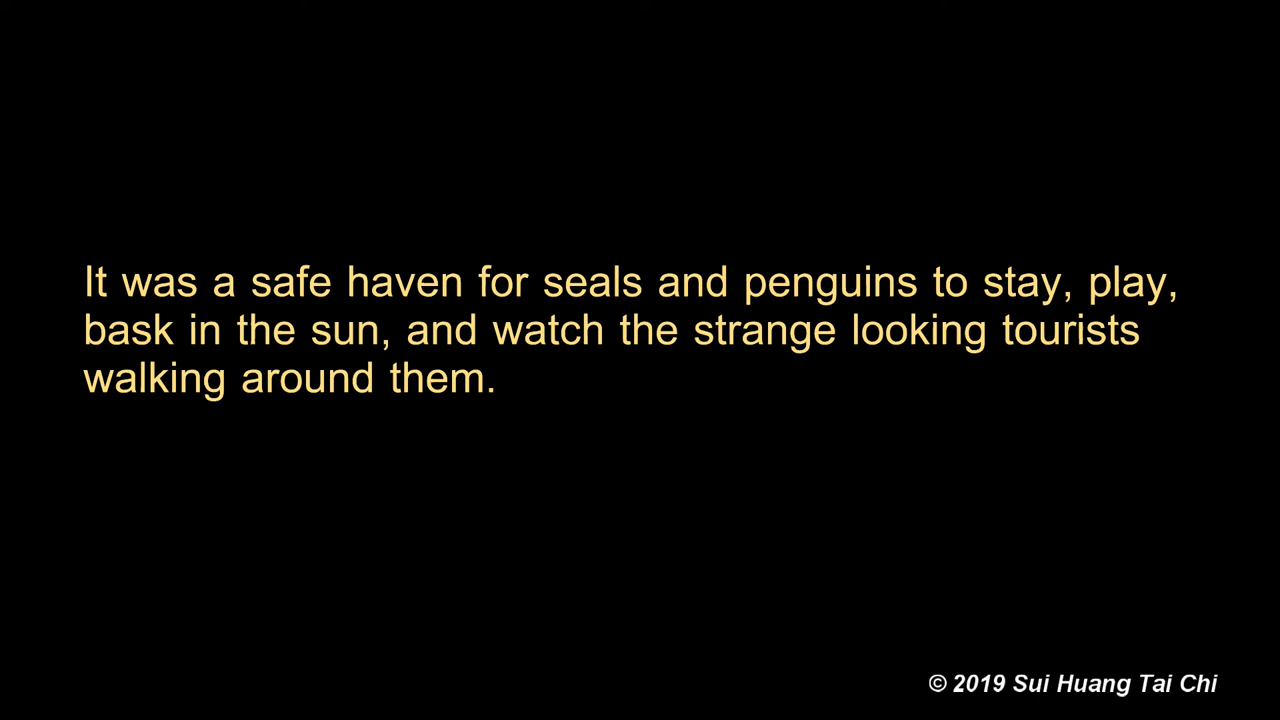 It was a safe haven for seals and penguins to stay, play,
bask in the sun, and watch the strange looking tourists
walking around them.
© 2019 Sui Huang Tai Chi